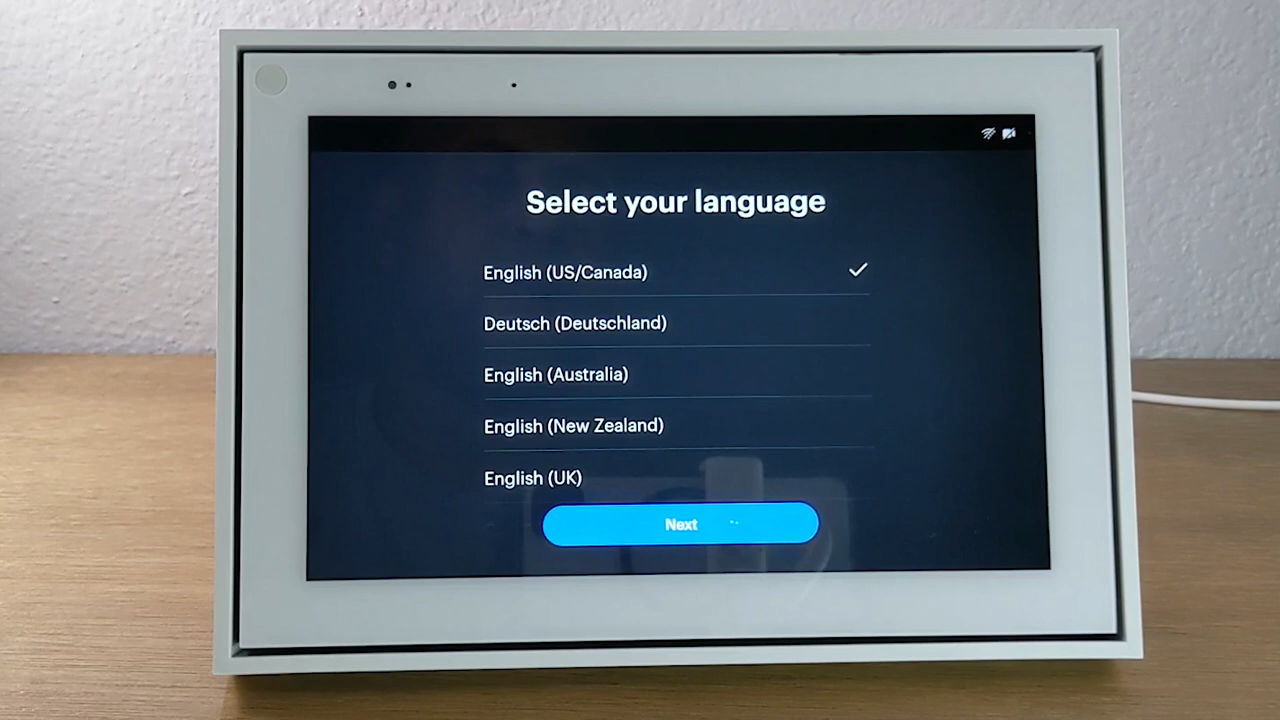 Select your language
English (US/Canada)
Deutsch (Deutschland)
English (Australia)
English (New Zealand)
English (UK)
Next